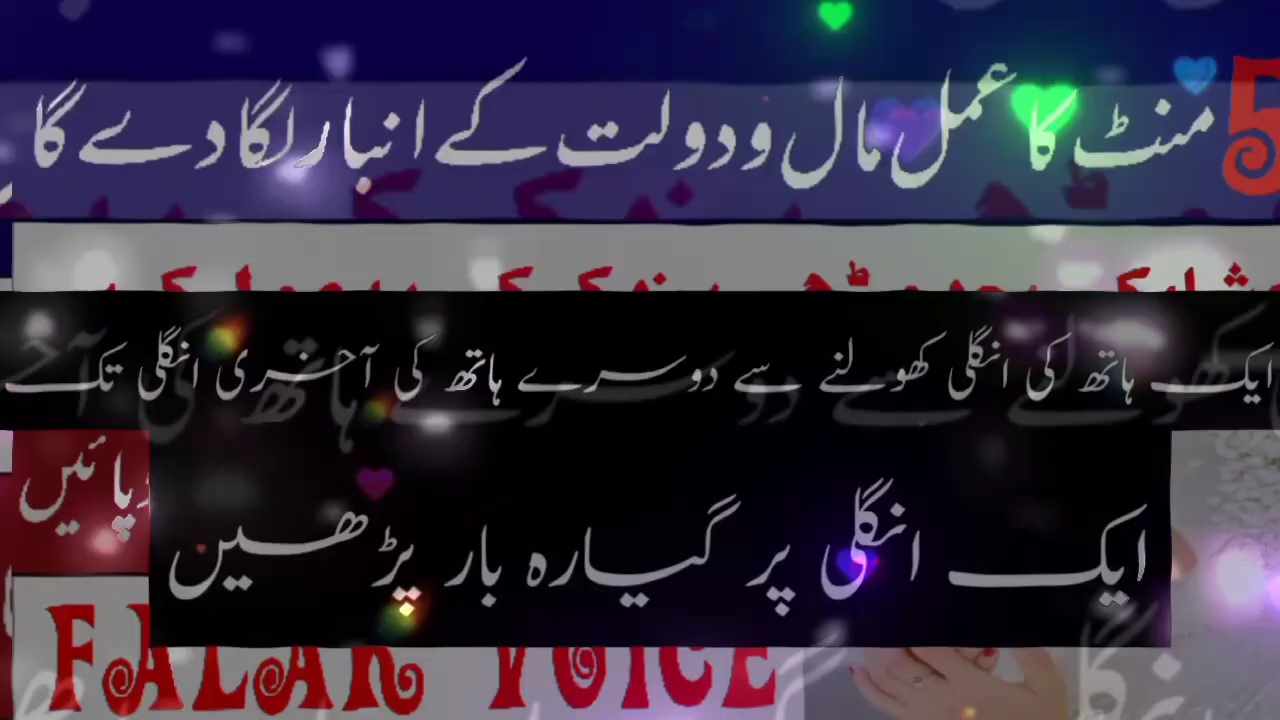 5 منٹ کا عمل مال و دولت کے انبار لگا دے گا
ایک ہاتھ کی انگلی کھولنے سے دوسرے ہاتھ کی آخری انگلی تک
پائیں
ایک انگلی پر گیارہ بار پڑھیں
FALAK VOICE